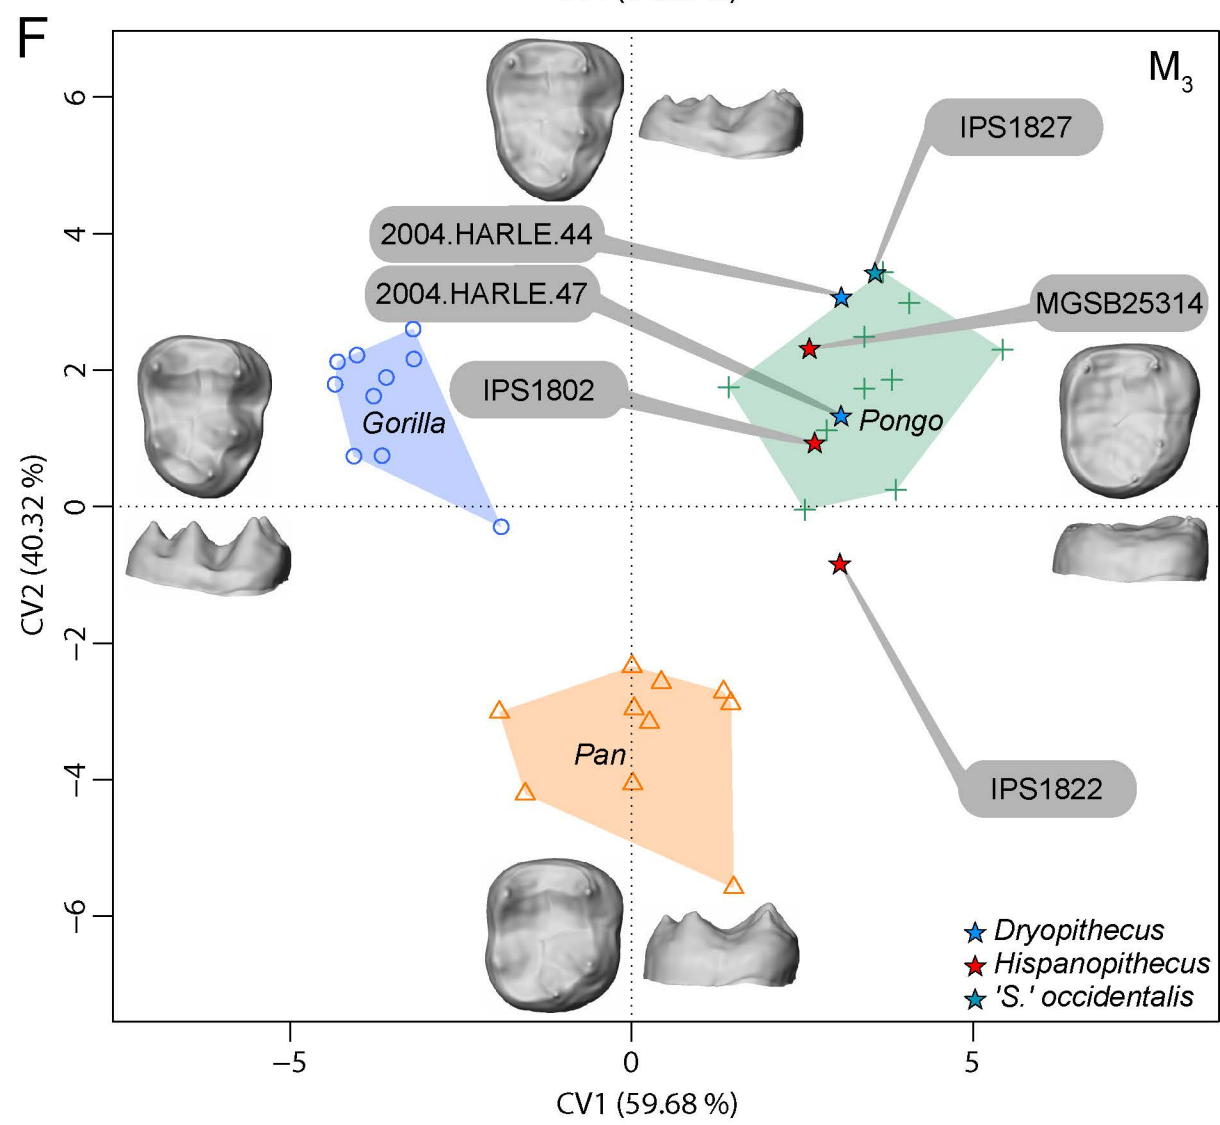 F
M3
6
4
2
0
−2
−4
−6
CV2 (40.32 %)
IPS1827
2004.HARLE.44
2004.HARLE.47
MGSB25314
IPS1802
Gorilla
Pongo
Pan
IPS1822
Dryopithecus
Hispanopithecus
'S.' occidentalis
−5
0
5
CV1 (59.68 %)